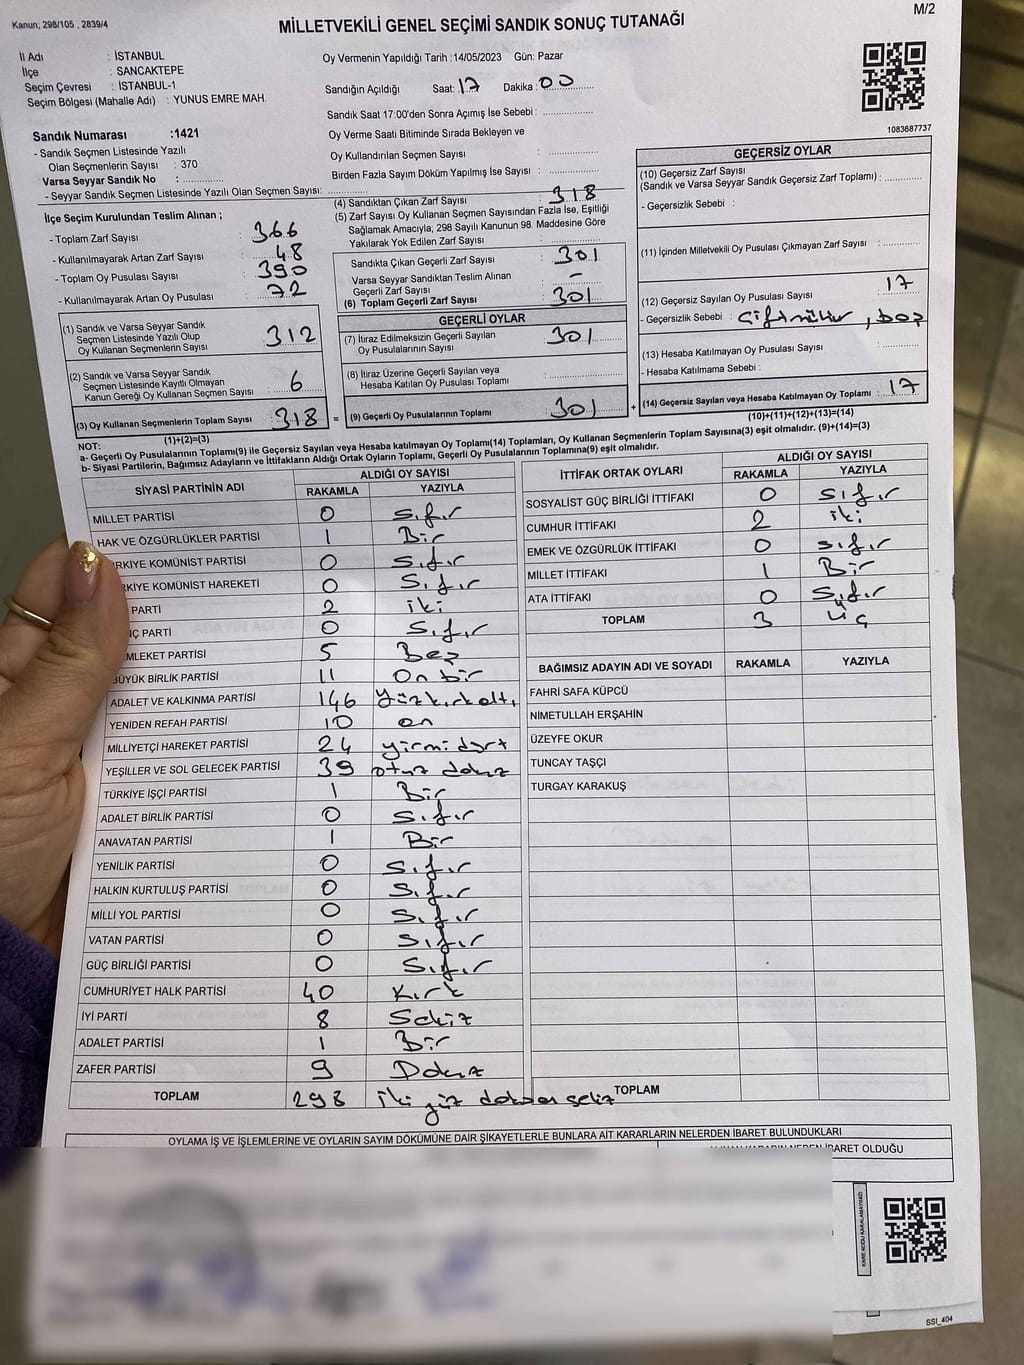 Kanun; 298/105 , 2839/4
MİLLETVEKİLİ GENEL SEÇİMİ SANDIK SONUÇ TUTANAĞI
M/2
İl Adı : İSTANBUL
İlçe : SANCAKTEPE
Seçim Çevresi : İSTANBUL-1
Seçim Bölgesi (Mahalle Adı) : YUNUS EMRE MAH.
Sandık Numarası :1421
- Sandık Seçmen Listesinde Yazılı
Olan Seçmenlerin Sayısı : 370
Varsa Seyyar Sandık No :
- Seyyar Sandık Seçmen Listesinde Yazılı Olan Seçmen Sayısı:
Oy Vermenin Yapıldığı Tarih :14/05/2023 Gün: Pazar
Sandığın Açıldığı Saat: 17 Dakika: 00
Sandık Saat 17:00'den Sonra Açımış İse Sebebi :
Oy Verme Saati Bitiminde Sırada Bekleyen ve
Oy Kullandırılan Seçmen Sayısı :
Birden Fazla Sayım Döküm Yapılmış İse Sayısı :
1083687737
İlçe Seçim Kurulundan Teslim Alınan ;
- Toplam Zarf Sayısı : 366
- Kullanılmayarak Artan Zarf Sayısı : 48
- Toplam Oy Pusulası Sayısı : 390
- Kullanılmayarak Artan Oy Pusulası : 72
(1) Sandık ve Varsa Seyyar Sandık
Seçmen Listesinde Yazılı Olup
Oy Kullanan Seçmenlerin Sayısı : 312
(2) Sandık ve Varsa Seyyar Sandık
Seçmen Listesinde Kayıtlı Olmayan
Kanun Gereği Oy Kullanan Seçmen Sayısı : 6
(3) Oy Kullanan Seçmenlerin Toplam Sayısı : 318
(1)+(2)=(3)
(4) Sandıktan Çıkan Zarf Sayısı : 318
(5) Zarf Sayısı Oy Kullanan Seçmen Sayısından Fazla İse, Eşitliği
Sağlamak Amacıyla; 298 Sayılı Kanunun 98. Maddesine Göre
Yakılarak Yok Edilen Zarf Sayısı :
Sandıkta Çıkan Geçerli Zarf Sayısı : 301
Varsa Seyyar Sandıktan Teslim Alınan
Geçerli Zarf Sayısı : -
(6) Toplam Geçerli Zarf Sayısı : 301
GEÇERLİ OYLAR
(7) İtiraz Edilmeksizin Geçerli Sayılan
Oy Pusulalarının Sayısı : 301
(8) İtiraz Üzerine Geçerli Sayılan veya
Hesaba Katılan Oy Pusulası Toplamı :
= (9) Geçerli Oy Pusulalarının Toplamı : 301 +
GEÇERSİZ OYLAR
(10) Geçersiz Zarf Sayısı
(Sandık ve Varsa Seyyar Sandık Geçersiz Zarf Toplamı) :
- Geçersizlik Sebebi :
(11) İçinden Milletvekili Oy Pusulası Çıkmayan Zarf Sayısı :
(12) Geçersiz Sayılan Oy Pusulası Sayısı : 17
- Geçersizlik Sebebi : çift mühür, boş
(13) Hesaba Katılmayan Oy Pusulası Sayısı :
- Hesaba Katılmama Sebebi :
(14) Geçersiz Sayılan veya Hesaba Katılmayan Oy Toplamı : 17
(10)+(11)+(12)+(13)=(14)
NOT:
a- Geçerli Oy Pusulalarının Toplamı(9) ile Geçersiz Sayılan veya Hesaba katılmayan Oy Toplamı(14) Toplamları, Oy Kullanan Seçmenlerin Toplam Sayısına(3) eşit olmalıdır. (9)+(14)=(3)
b- Siyasi Partilerin, Bağımsız Adayların ve İttifakların Aldığı Ortak Oyların Toplamı, Geçerli Oy Pusulalarının Toplamına(9) eşit olmalıdır.
SİYASİ PARTİNİN ADI ALDIĞI OY SAYISI
RAKAMLA YAZIYLA
MİLLET PARTİSİ 0 Sıfır
HAK VE ÖZGÜRLÜKLER PARTİSİ 1 Bir
RKİYE KOMÜNİST PARTİSİ 0 Sıfır
RKİYE KOMÜNİST HAREKETİ 0 Sıfır
PARTİ 2 iki
Ç PARTİ 0 Sıfır
MLEKET PARTİSİ 5 Beş
BÜYÜK BİRLİK PARTİSİ 11 On bir
ADALET VE KALKINMA PARTİSİ 146 Yüzkırkaltı
YENİDEN REFAH PARTİSİ 10 on
MİLLİYETÇİ HAREKET PARTİSİ 24 yirmi dört
YEŞİLLER VE SOL GELECEK PARTİSİ 39 otuz dokuz
TÜRKİYE İŞÇİ PARTİSİ 1 Bir
ADALET BİRLİK PARTİSİ 0 Sıfır
ANAVATAN PARTİSİ 1 Bir
YENİLİK PARTİSİ 0 Sıfır
HALKIN KURTULUŞ PARTİSİ 0 Sıfır
MİLLİ YOL PARTİSİ 0 Sıfır
VATAN PARTİSİ 0 Sıfır
GÜÇ BİRLİĞİ PARTİSİ 0 Sıfır
CUMHURİYET HALK PARTİSİ 40 Kırk
İYİ PARTİ 8 Sekiz
ADALET PARTİSİ 1 Bir
ZAFER PARTİSİ 9 Dokuz
TOPLAM 298 iki yüz doksan sekiz
İTTİFAK ORTAK OYLARI ALDIĞI OY SAYISI
RAKAMLA YAZIYLA
SOSYALİST GÜÇ BİRLİĞİ İTTİFAKI 0 Sıfır
CUMHUR İTTİFAKI 2 iki
EMEK VE ÖZGÜRLÜK İTTİFAKI 0 Sıfır
MİLLET İTTİFAKI 1 Bir
ATA İTTİFAKI 0 Sıfır
TOPLAM 3 üç
BAĞIMSIZ ADAYIN ADI VE SOYADI RAKAMLA YAZIYLA
FAHRİ SAFA KÜPCÜ
NİMETULLAH ERŞAHİN
ÜZEYFE OKUR
TUNCAY TAŞÇI
TURGAY KARAKUŞ
TOPLAM
OYLAMA İŞ VE İŞLEMLERİNE VE OYLARIN SAYIM DÖKÜMÜNE DAİR ŞİKAYETLERLE BUNLARA AİT KARARLARIN NELERDEN İBARET BULUNDUKLARI
İBARET OLDUĞU
KARE KODU KARALAMAYINIZ!
SSI_404